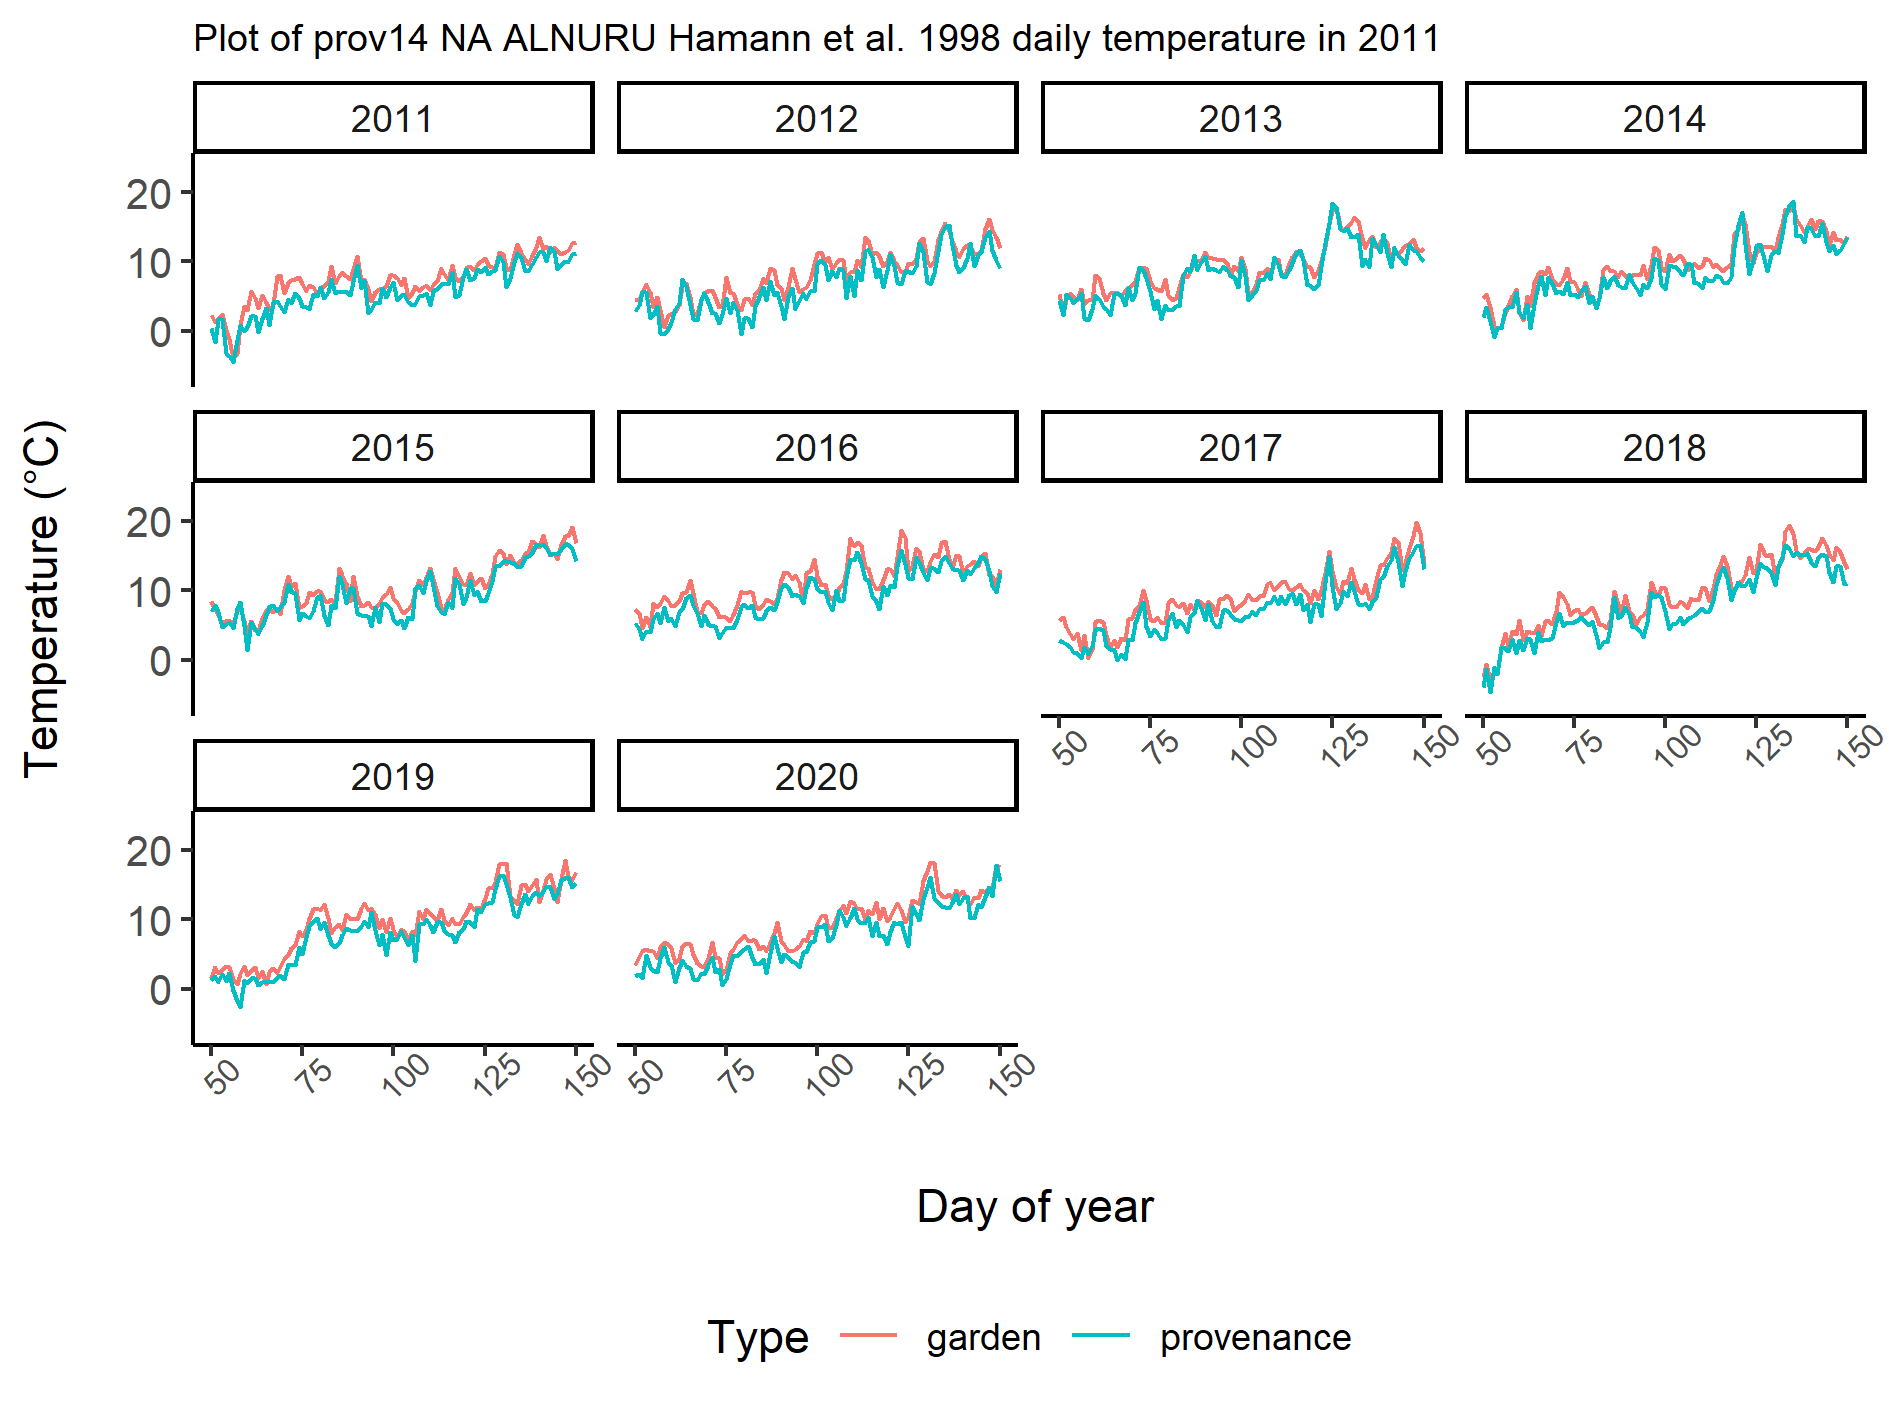 Plot of prov14 NA ALNURU Hamann et al. 1998 daily temperature in 2011
2011 2012 2013 2014
20
10
0
2015 2016 2017 2018
20
10
0
50 75 100 125 150 50 75 100 125 150
2019 2020
20
10
0
50 75 100 125 150 50 75 100 125 150
Temperature (°C)
Day of year
Type garden provenance